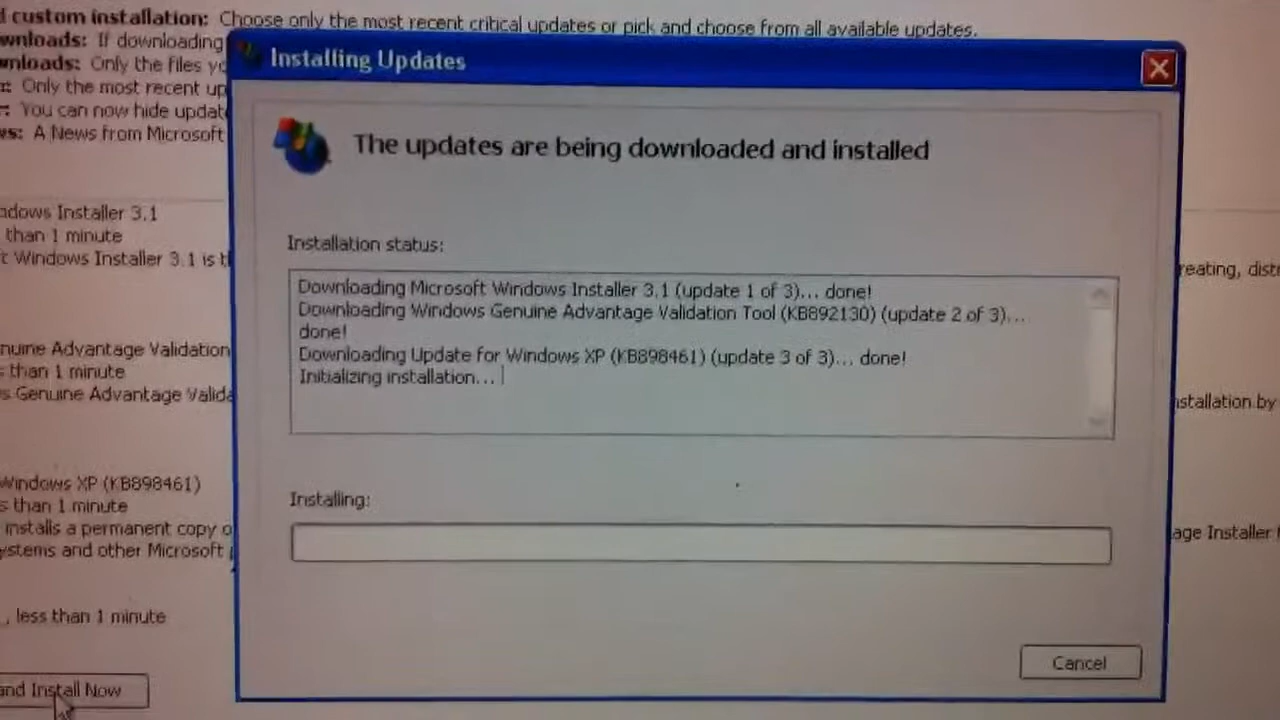 d custom installation: Choose only the most recent critical updates or pick and choose from all available updates.
wnloads: If downloading
wnloads: Only the files yo
: Only the most recent up
: You can now hide updat
ws: A News from Microsoft
Installing Updates
The updates are being downloaded and installed
ndows Installer 3.1
than 1 minute
t Windows Installer 3.1 is t
reating, distr
Installation status:
Downloading Microsoft Windows Installer 3.1 (update 1 of 3)... done!
Downloading Windows Genuine Advantage Validation Tool (KB892130) (update 2 of 3)...
done!
Downloading Update for Windows XP (KB898461) (update 3 of 3)... done!
Initializing installation...
nuine Advantage Validation
s than 1 minute
s Genuine Advantage Valida
nstallation by
Windows XP (KB898461)
s than 1 minute
installs a permanent copy o
age Installer
ystems and other Microsoft
Installing:
, less than 1 minute
and Install Now
Cancel